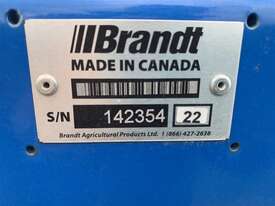 Brandt
MADE IN CANADA
S/N 142354 22
Brandt Agricultural Products Ltd. 1 (866) 427-2638